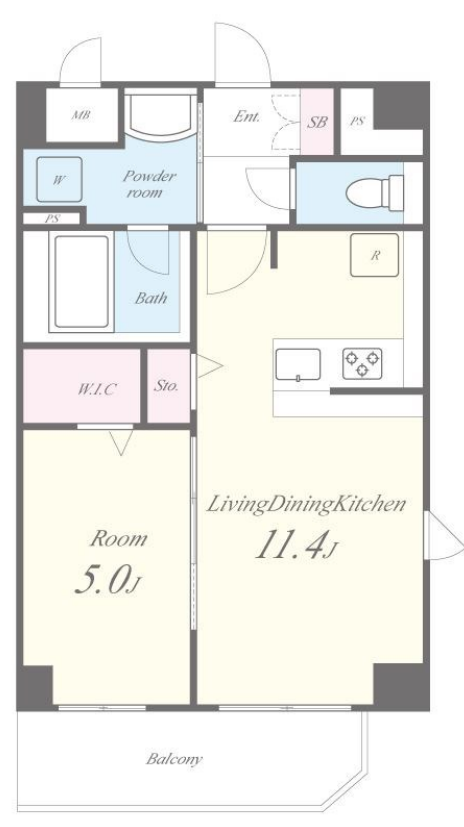 MB
Ent.
SB
PS
W
Powder
room
PS
R
Bath
W.I.C
Sto.
LivingDiningKitchen
11.4J
Room
5.0J
Balcony